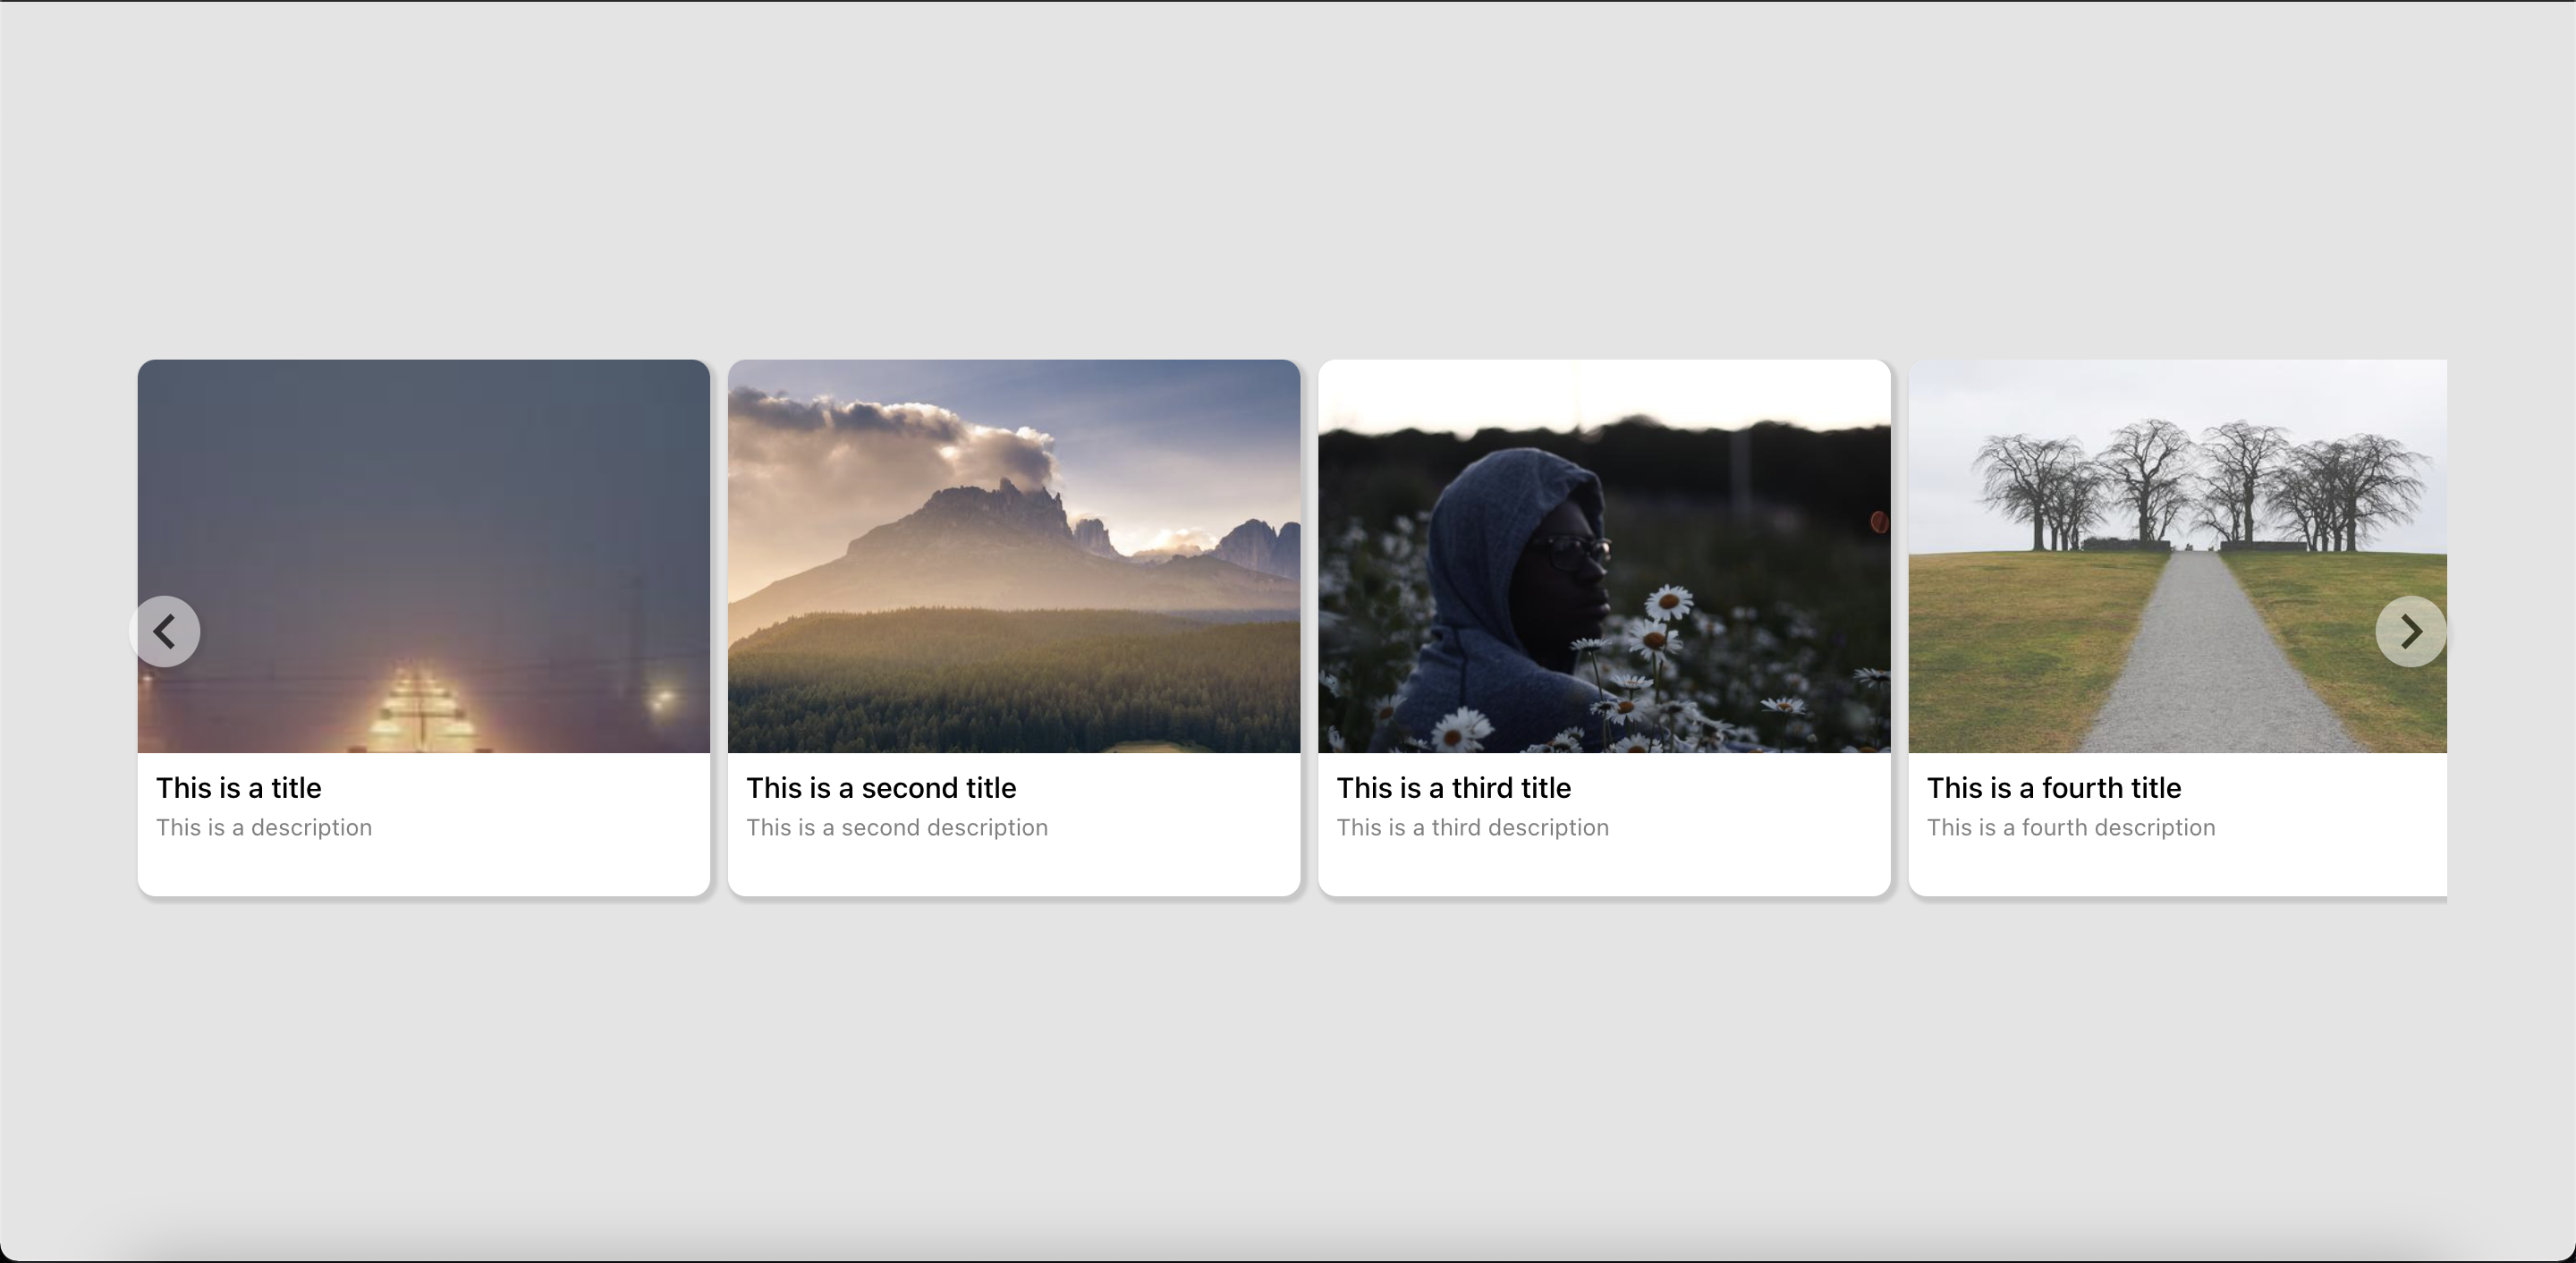 This is a title
This is a description
This is a second title
This is a second description
This is a third title
This is a third description
This is a fourth title
This is a fourth description